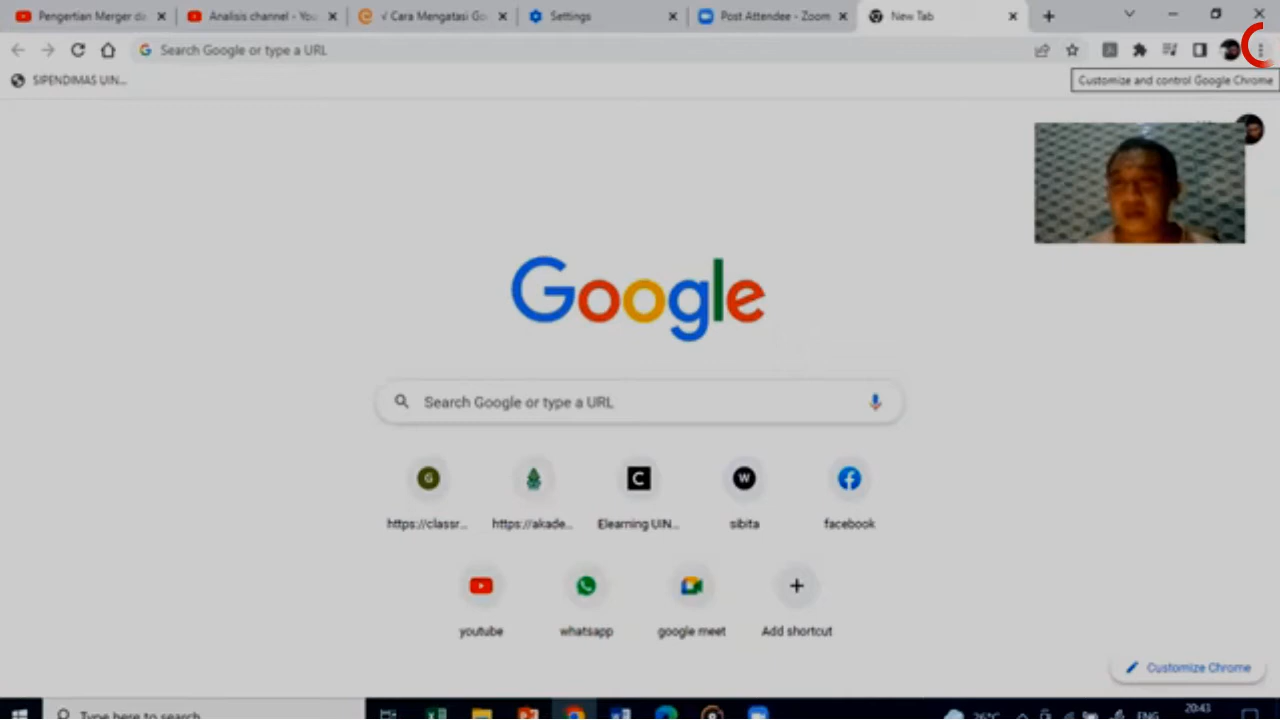 Pengertian Merger da
Analisis channel - You
√ Cara Mengatasi Go
Settings
Post Attendee - Zoom
New Tab
Search Google or type a URL
SIPENDIMAS UIN...
Customize and control Google Chrome
Google
Search Google or type a URL
G
C
W
https://classr...
https://akade...
Elearning UIN...
sibita
facebook
youtube
whatsapp
google meet
Add shortcut
Customize Chrome
Type here to search
26°C
ENG
20:43